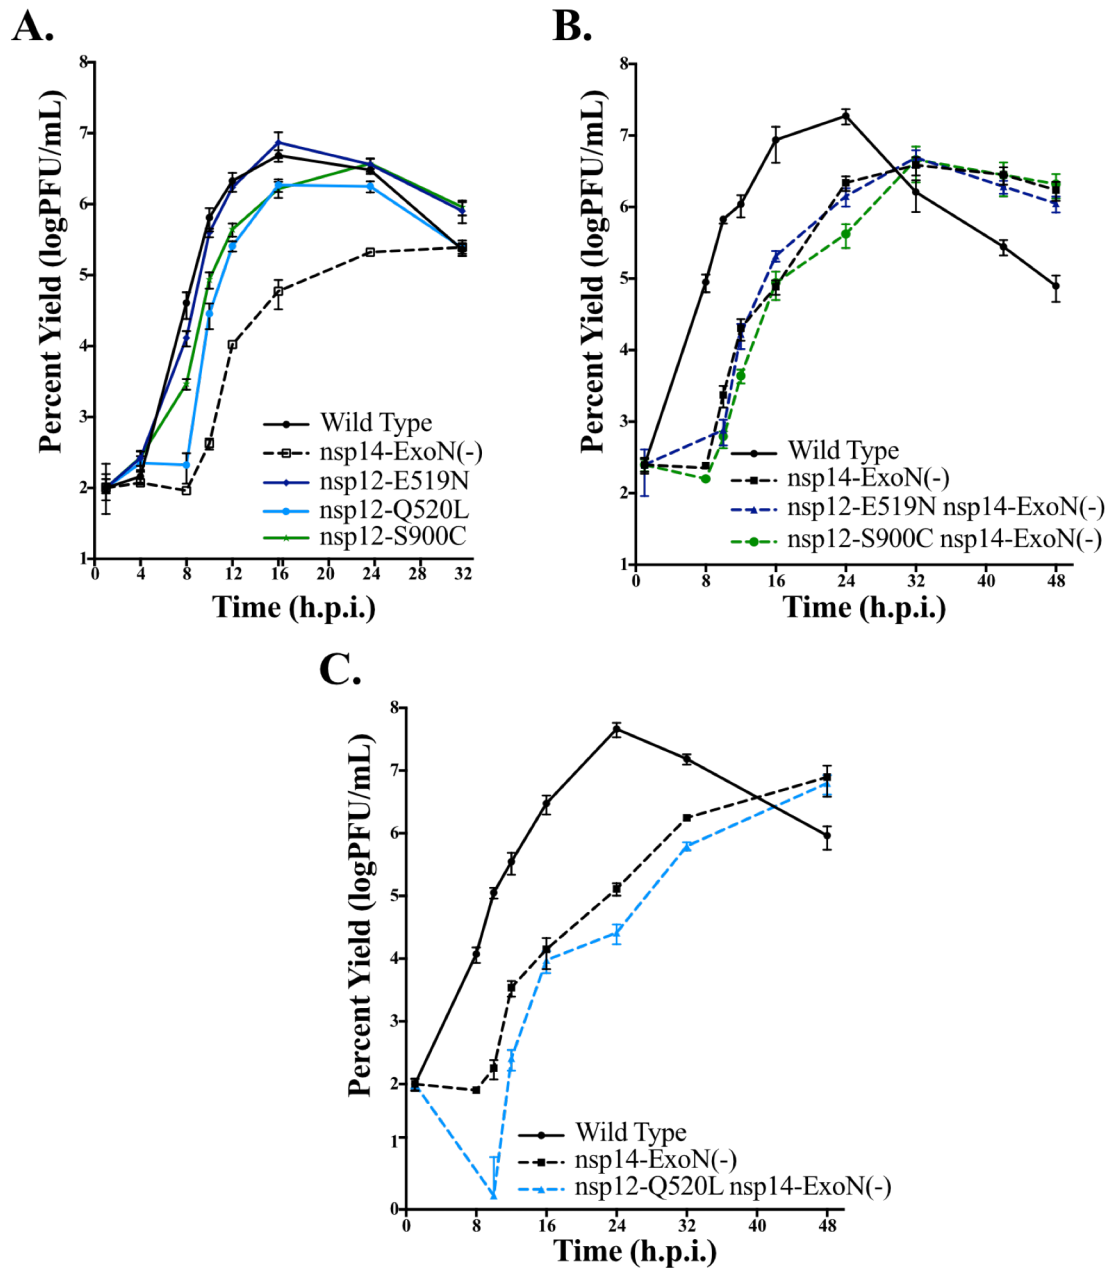 A.
Percent Yield (logPFU/mL)
8
7
6
5
4
3
2
1
0 4 8 12 16 20 24 28 32
Time (h.p.i.)
Wild Type
nsp14-ExoN(-)
nsp12-E519N
nsp12-Q520L
nsp12-S900C
B.
Percent Yield (logPFU/mL)
8
7
6
5
4
3
2
1
0 8 16 24 32 40 48
Time (h.p.i.)
Wild Type
nsp14-ExoN(-)
nsp12-E519N nsp14-ExoN(-)
nsp12-S900C nsp14-ExoN(-)
C.
Percent Yield (logPFU/mL)
8
7
6
5
4
3
2
1
0
0 8 16 24 32 40 48
Time (h.p.i.)
Wild Type
nsp14-ExoN(-)
nsp12-Q520L nsp14-ExoN(-)